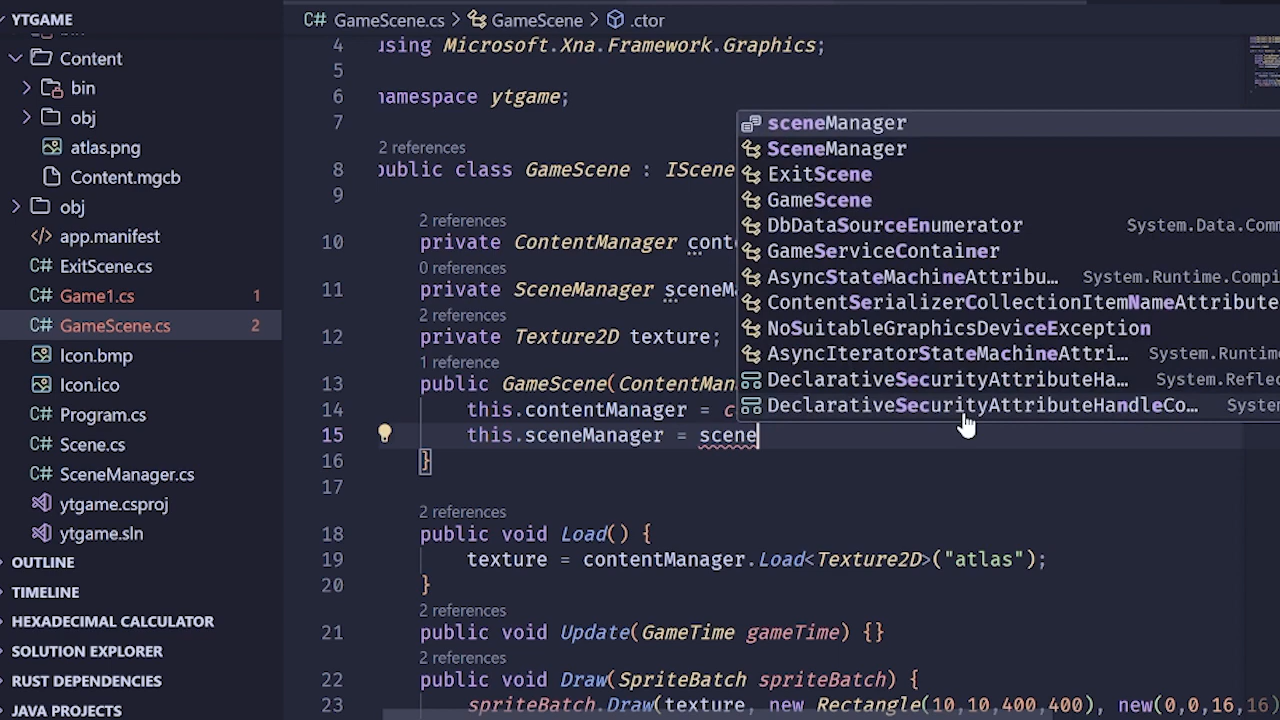 YTGAME
Content
bin
obj
atlas.png
Content.mgcb
obj
app.manifest
ExitScene.cs
Game1.cs 1
GameScene.cs 2
Icon.bmp
Icon.ico
Program.cs
Scene.cs
SceneManager.cs
ytgame.csproj
ytgame.sln
OUTLINE
TIMELINE
HEXADECIMAL CALCULATOR
SOLUTION EXPLORER
RUST DEPENDENCIES
JAVA PROJECTS
C# GameScene.cs > GameScene > .ctor
4 using Microsoft.Xna.Framework.Graphics;
5
6 namespace ytgame;
7
2 references
8 public class GameScene : IScene
9
2 references
10 private ContentManager conte
0 references
11 private SceneManager sceneMa
2 references
12 private Texture2D texture;
1 reference
13 public GameScene(ContentMan
14 this.contentManager = c
15 this.sceneManager = scene
16 }
17
2 references
18 public void Load() {
19 texture = contentManager.Load<Texture2D>("atlas");
20 }
2 references
21 public void Update(GameTime gameTime) {}
2 references
22 public void Draw(SpriteBatch spriteBatch) {
23 spriteBatch.Draw(texture, new Rectangle(10,10,400,400), new(0,0,16,16)
sceneManager
SceneManager
ExitScene
GameScene
DbDataSourceEnumerator System.Data.Comm
GameServiceContainer
AsyncStateMachineAttribu… System.Runtime.Compi
ContentSerializerCollectionItemNameAttribute
NoSuitableGraphicsDeviceException
AsyncIteratorStateMachineAttri… System.Runtime
DeclarativeSecurityAttributeHa… System.Reflec
DeclarativeSecurityAttributeHandleCo… System